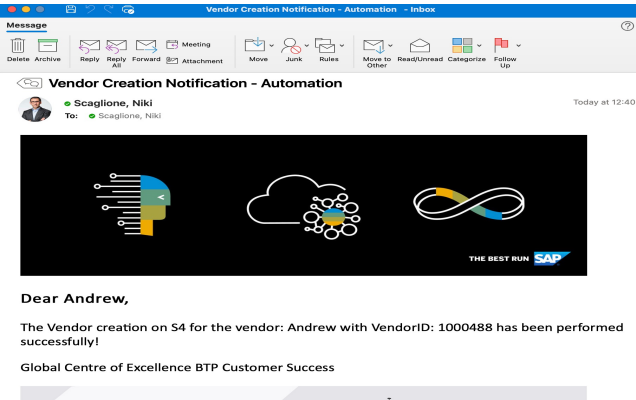 Vendor Creation Notification - Automation - Inbox
Message
Delete Archive Reply Reply All Forward Meeting Attachment Move Junk Rules Move to Other Read/Unread Categorize Follow Up
Vendor Creation Notification - Automation
Scaglione, Niki
Today at 12:40
To: Scaglione, Niki
THE BEST RUN SAP
Dear Andrew,
The Vendor creation on S4 for the vendor: Andrew with VendorID: 1000488 has been performed
successfully!
Global Centre of Excellence BTP Customer Success